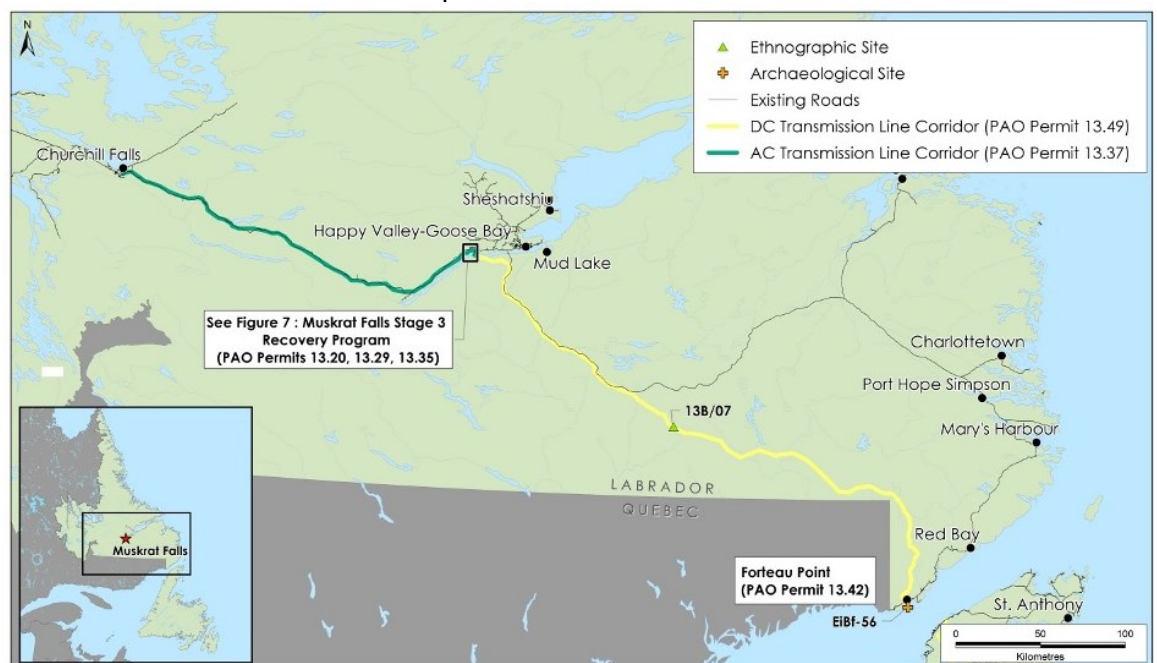 N
Ethnographic Site
Archaeological Site
Existing Roads
DC Transmission Line Corridor (PAO Permit 13.49)
AC Transmission Line Corridor (PAO Permit 13.37)
Churchill Falls
Sheshatshiu
Happy Valley-Goose Bay
Mud Lake
See Figure 7 : Muskrat Falls Stage 3
Recovery Program
(PAO Permits 13.20, 13.29, 13.35)
Charlottetown
Port Hope Simpson
13B/07
Mary's Harbour
LABRADOR
QUEBEC
Muskrat Falls
Red Bay
Forteau Point
(PAO Permit 13.42)
EiBf-56
St. Anthony
0 50 100
Kilometres